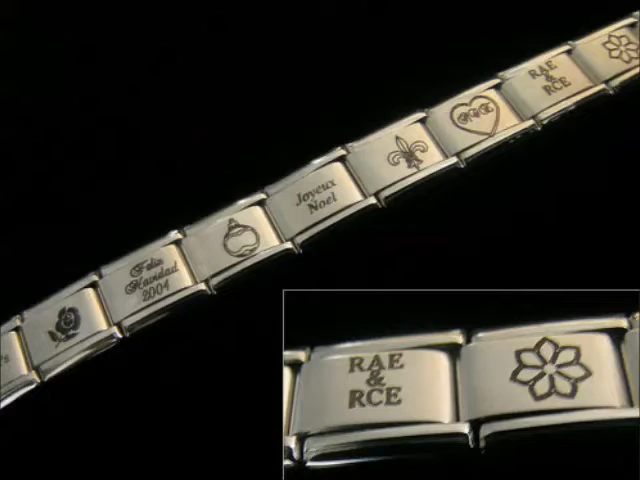 's
Feliz
Navidad
2004
Joyeux
Noel
RAE
&
RCE
RAE
&
RCE